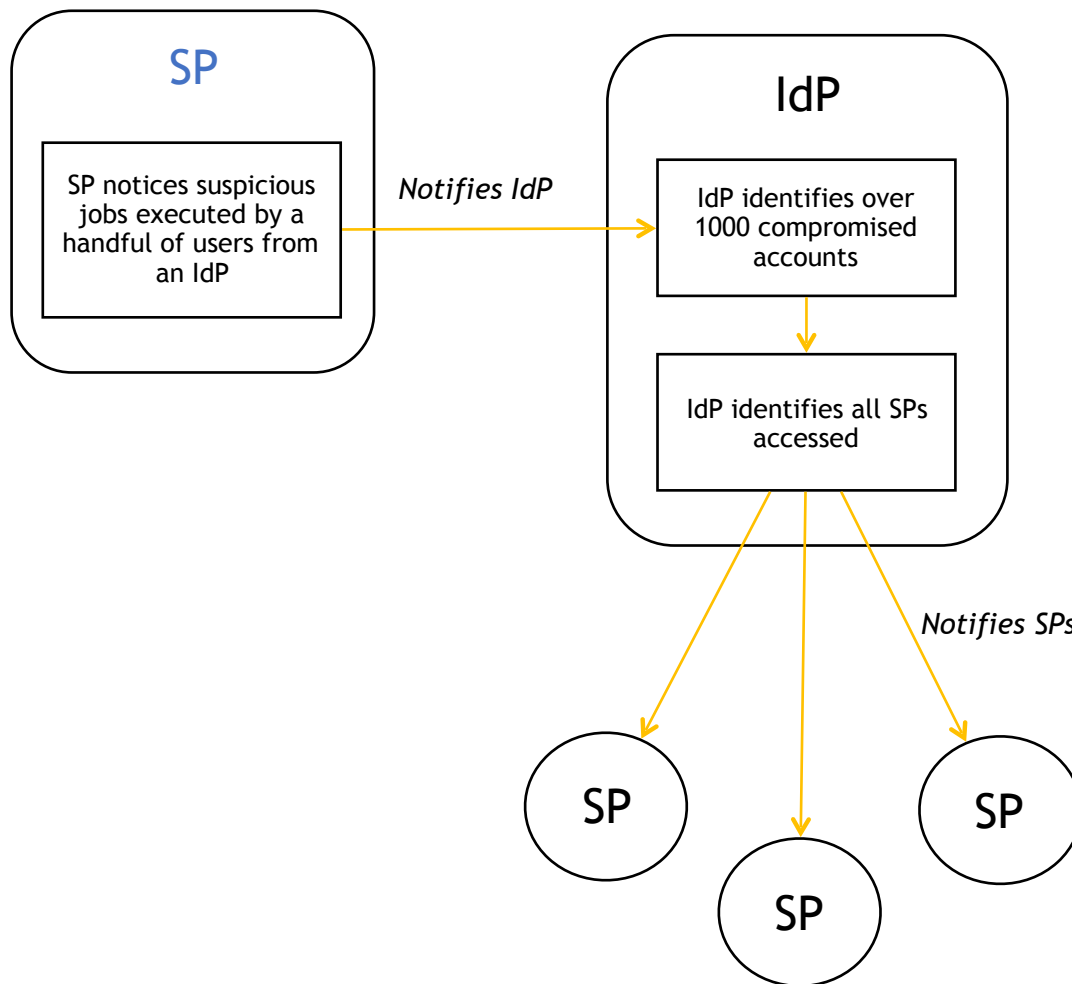 SP
SP notices suspicious
jobs executed by a
handful of users from
an IdP
Notifies IdP
IdP
IdP identifies over
1000 compromised
accounts
IdP identifies all SPs
accessed
Notifies SPs
SP
SP
SP